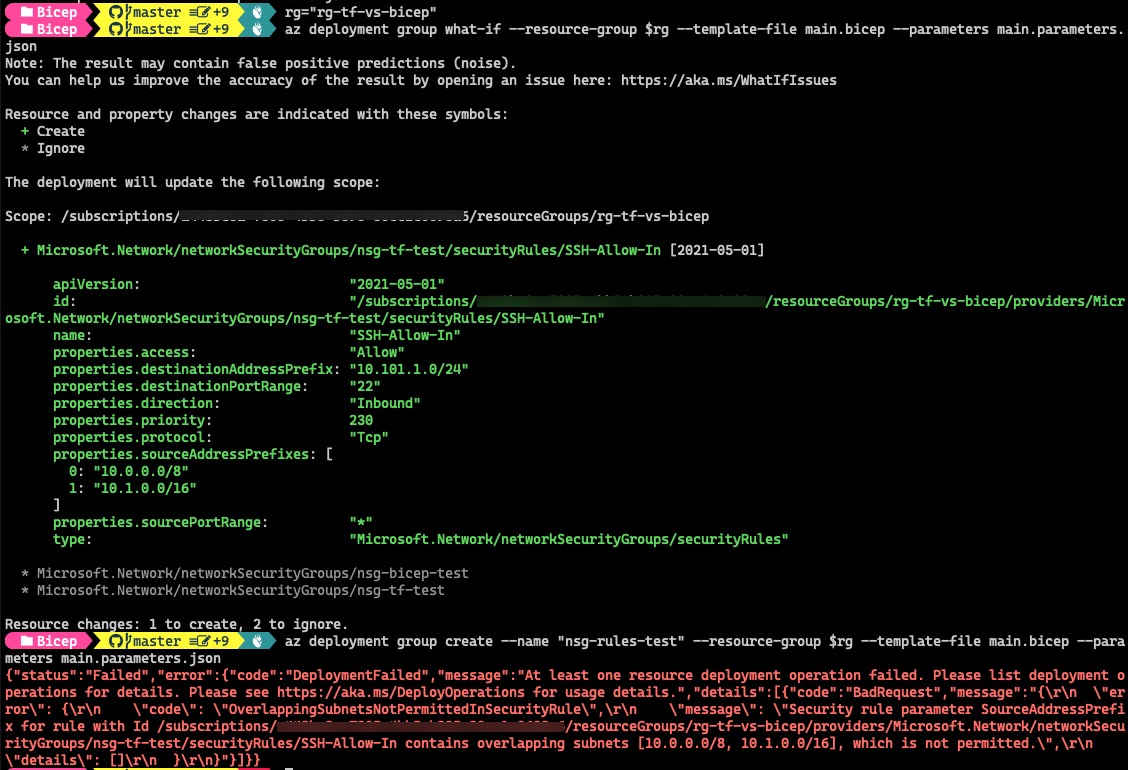 Bicep master ≡ +9 rg="rg-tf-vs-bicep"
Bicep master ≡ +9 az deployment group what-if --resource-group $rg --template-file main.bicep --parameters main.parameters.
json
Note: The result may contain false positive predictions (noise).
You can help us improve the accuracy of the result by opening an issue here: https://aka.ms/WhatIfIssues
Resource and property changes are indicated with these symbols:
+ Create
* Ignore
The deployment will update the following scope:
Scope: /subscriptions/ 6/resourceGroups/rg-tf-vs-bicep
+ Microsoft.Network/networkSecurityGroups/nsg-tf-test/securityRules/SSH-Allow-In [2021-05-01]
apiVersion: "2021-05-01"
id: "/subscriptions/ /resourceGroups/rg-tf-vs-bicep/providers/Micr
osoft.Network/networkSecurityGroups/nsg-tf-test/securityRules/SSH-Allow-In"
name: "SSH-Allow-In"
properties.access: "Allow"
properties.destinationAddressPrefix: "10.101.1.0/24"
properties.destinationPortRange: "22"
properties.direction: "Inbound"
properties.priority: 230
properties.protocol: "Tcp"
properties.sourceAddressPrefixes: [
0: "10.0.0.0/8"
1: "10.1.0.0/16"
]
properties.sourcePortRange: "*"
type: "Microsoft.Network/networkSecurityGroups/securityRules"
* Microsoft.Network/networkSecurityGroups/nsg-bicep-test
* Microsoft.Network/networkSecurityGroups/nsg-tf-test
Resource changes: 1 to create, 2 to ignore.
Bicep master ≡ +9 az deployment group create --name "nsg-rules-test" --resource-group $rg --template-file main.bicep --para
meters main.parameters.json
{"status":"Failed","error":{"code":"DeploymentFailed","message":"At least one resource deployment operation failed. Please list deployment o
perations for details. Please see https://aka.ms/DeployOperations for usage details.","details":[{"code":"BadRequest","message":"{\r\n  \"er
ror\": {\r\n    \"code\": \"OverlappingSubnetsNotPermittedInSecurityRule\",\r\n    \"message\": \"Security rule parameter SourceAddressPrefi
x for rule with Id /subscriptions/ /resourceGroups/rg-tf-vs-bicep/providers/Microsoft.Network/networkSecu
rityGroups/nsg-tf-test/securityRules/SSH-Allow-In contains overlapping subnets [10.0.0.0/8, 10.1.0.0/16], which is not permitted.\",\r\n
\"details\": []\r\n  }\r\n}"}]}}